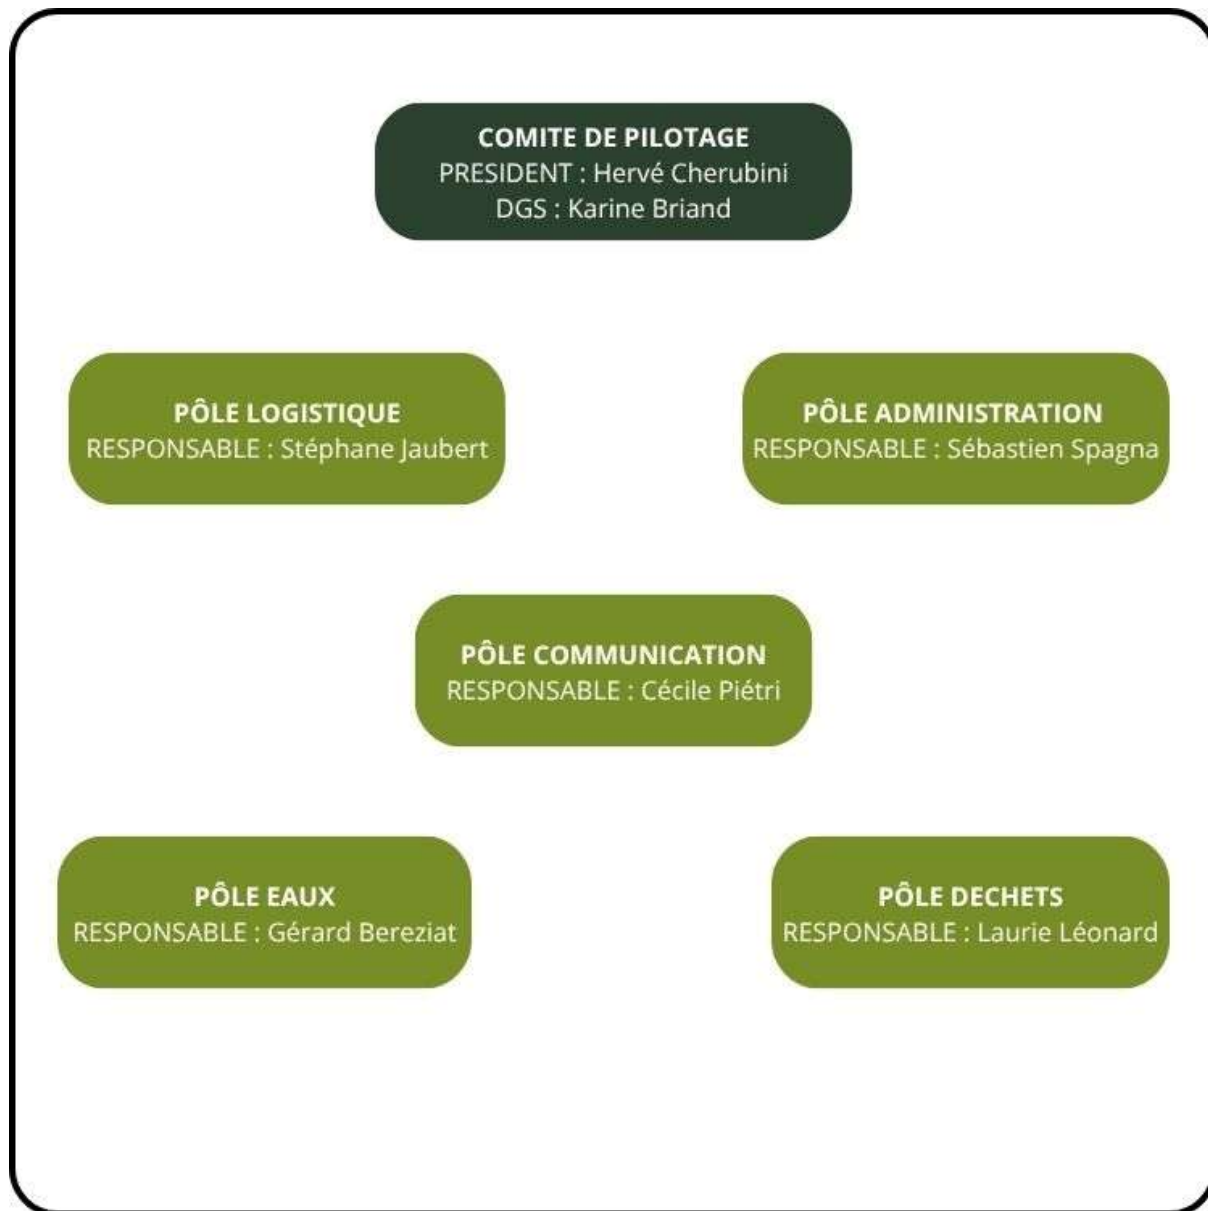 COMITE DE PILOTAGE
PRESIDENT : Hervé Cherubini
DGS : Karine Briand
PÔLE LOGISTIQUE
RESPONSABLE : Stéphane Jaubert
PÔLE ADMINISTRATION
RESPONSABLE : Sébastien Spagna
PÔLE COMMUNICATION
RESPONSABLE : Cécile Piétri
PÔLE EAUX
RESPONSABLE : Gérard Bereziat
PÔLE DECHETS
RESPONSABLE : Laurie Léonard